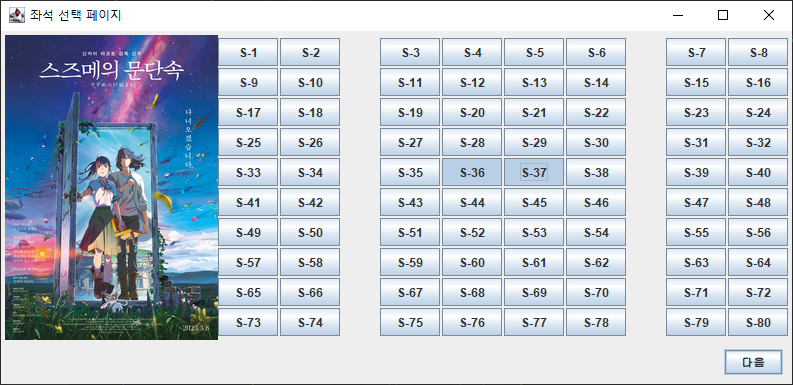 좌석 선택 페이지
신카이 마코토 감독 신작
스즈메의 문단속
すずめの戸締まり
다녀오겠습니다.
2023.3.8
S-1 S-2 S-3 S-4 S-5 S-6 S-7 S-8
S-9 S-10 S-11 S-12 S-13 S-14 S-15 S-16
S-17 S-18 S-19 S-20 S-21 S-22 S-23 S-24
S-25 S-26 S-27 S-28 S-29 S-30 S-31 S-32
S-33 S-34 S-35 S-36 S-37 S-38 S-39 S-40
S-41 S-42 S-43 S-44 S-45 S-46 S-47 S-48
S-49 S-50 S-51 S-52 S-53 S-54 S-55 S-56
S-57 S-58 S-59 S-60 S-61 S-62 S-63 S-64
S-65 S-66 S-67 S-68 S-69 S-70 S-71 S-72
S-73 S-74 S-75 S-76 S-77 S-78 S-79 S-80
다음